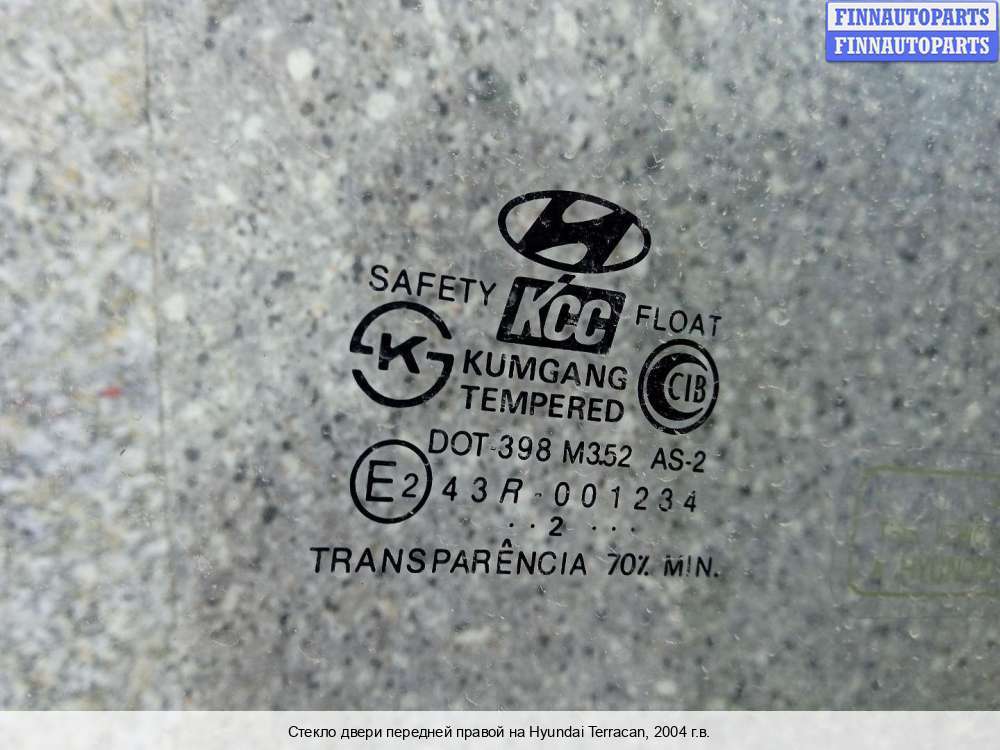 FINNAUTOPARTS
FINNAUTOPARTS
SAFETY KCC FLOAT
K KUMGANG CIB
TEMPERED
DOT-398 M352 AS-2
E2 43R-001234
. . 2 . . .
TRANSPARÊNCIA 70% MIN.
Стекло двери передней правой на Hyundai Terracan, 2004 г.в.